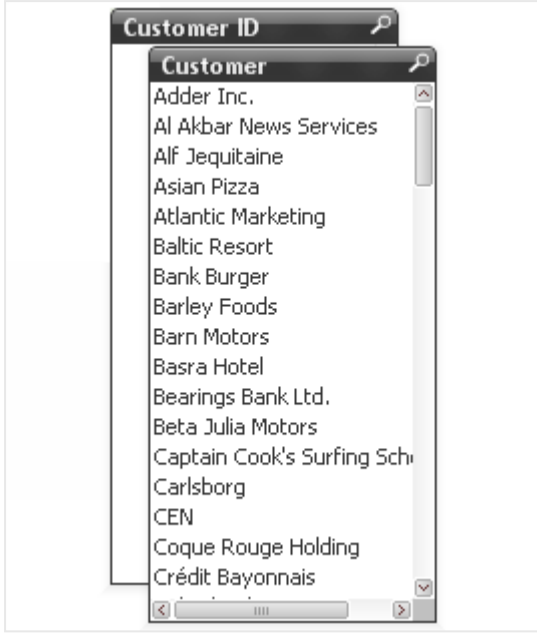 Customer ID
Customer
Adder Inc.
Al Akbar News Services
Alf Jequitaine
Asian Pizza
Atlantic Marketing
Baltic Resort
Bank Burger
Barley Foods
Barn Motors
Basra Hotel
Bearings Bank Ltd.
Beta Julia Motors
Captain Cook's Surfing
Carlsborg
CEN
Coque Rouge Holding
Crédit Bayonnais